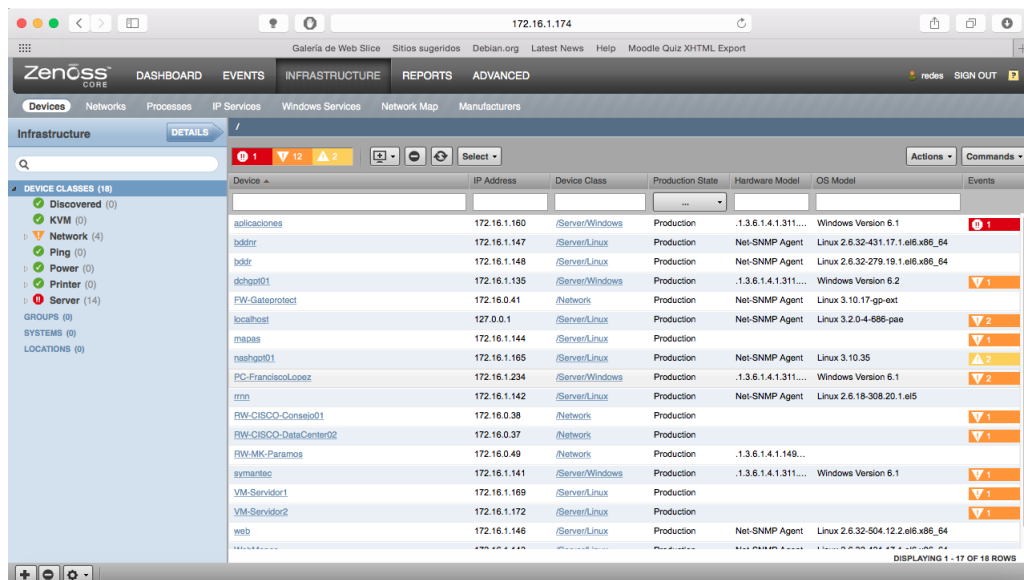 172.16.1.174
Galería de Web Slice Sitios sugeridos Debian.org Latest News Help Moodle Quiz XHTML Export
Zenoss CORE DASHBOARD EVENTS INFRASTRUCTURE REPORTS ADVANCED redes SIGN OUT ?
Devices Networks Processes IP Services Windows Services Network Map Manufacturers
Infrastructure DETAILS /
1 12 2 Select Actions Commands
Device IP Address Device Class Production State Hardware Model OS Model Events
...
DEVICE CLASSES (18)
Discovered (0)
KVM (0)
Network (4)
Ping (0)
Power (0)
Printer (0)
Server (14)
GROUPS (0)
SYSTEMS (0)
LOCATIONS (0)
aplicaciones 172.16.1.160 /Server/Windows Production .1.3.6.1.4.1.311.... Windows Version 6.1 1
bddnr 172.16.1.147 /Server/Linux Production Net-SNMP Agent Linux 2.6.32-431.17.1.el6.x86_64
bddr 172.16.1.148 /Server/Linux Production Net-SNMP Agent Linux 2.6.32-279.19.1.el6.x86_64
dchgpt01 172.16.1.135 /Server/Windows Production .1.3.6.1.4.1.311.... Windows Version 6.2 1
FW-Gateprotect 172.16.0.41 /Network Production Net-SNMP Agent Linux 3.10.17-gp-ext
localhost 127.0.0.1 /Server/Linux Production Net-SNMP Agent Linux 3.2.0-4-686-pae 2
mapas 172.16.1.144 /Server/Linux Production 1
nashgpt01 172.16.1.165 /Server/Linux Production Net-SNMP Agent Linux 3.10.35 2
PC-FranciscoLopez 172.16.1.234 /Server/Windows Production .1.3.6.1.4.1.311.... Windows Version 6.1 2
rrnn 172.16.1.142 /Server/Linux Production Net-SNMP Agent Linux 2.6.18-308.20.1.el5
RW-CISCO-Consejo01 172.16.0.38 /Network Production 1
RW-CISCO-DataCenter02 172.16.0.37 /Network Production 1
RW-MK-Paramos 172.16.0.49 /Network Production .1.3.6.1.4.1.149...
symantec 172.16.1.141 /Server/Windows Production .1.3.6.1.4.1.311.... Windows Version 6.1 1
VM-Servidor1 172.16.1.169 /Server/Linux Production 1
VM-Servidor2 172.16.1.172 /Server/Linux Production 1
web 172.16.1.146 /Server/Linux Production Net-SNMP Agent Linux 2.6.32-504.12.2.el6.x86_64
DISPLAYING 1 - 17 OF 18 ROWS